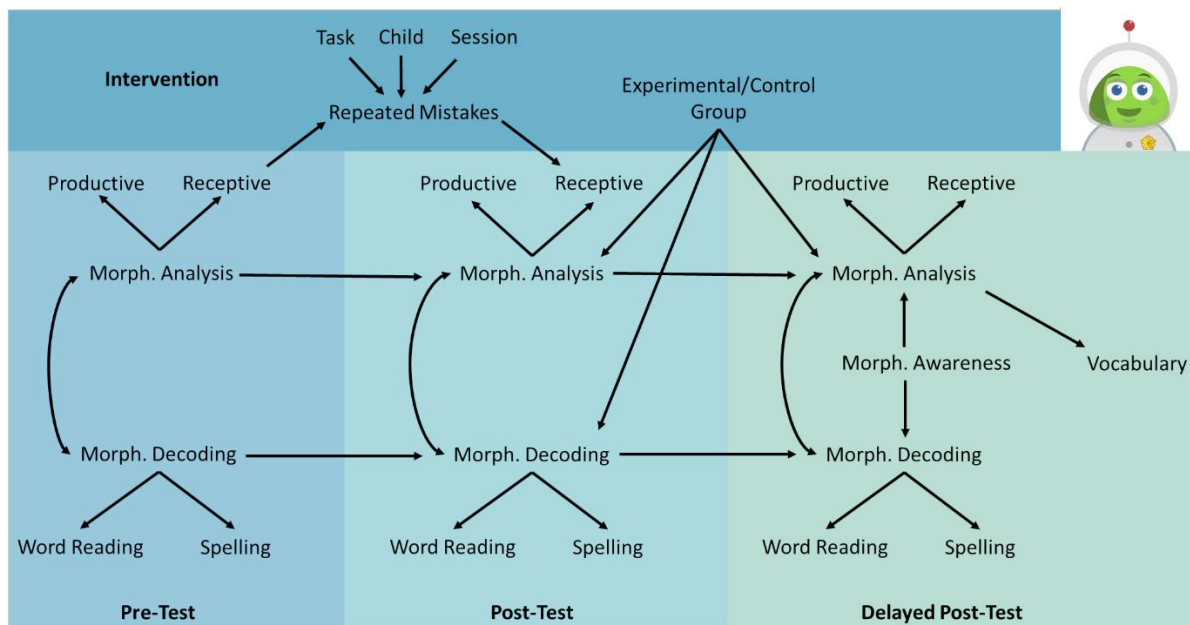 Task Child Session
Intervention
Experimental/Control
Group
Repeated Mistakes
Productive Receptive Productive Receptive Productive Receptive
Morph. Analysis Morph. Analysis Morph. Analysis
Morph. Awareness Vocabulary
Morph. Decoding Morph. Decoding Morph. Decoding
Word Reading Spelling Word Reading Spelling Word Reading Spelling
Pre-Test Post-Test Delayed Post-Test